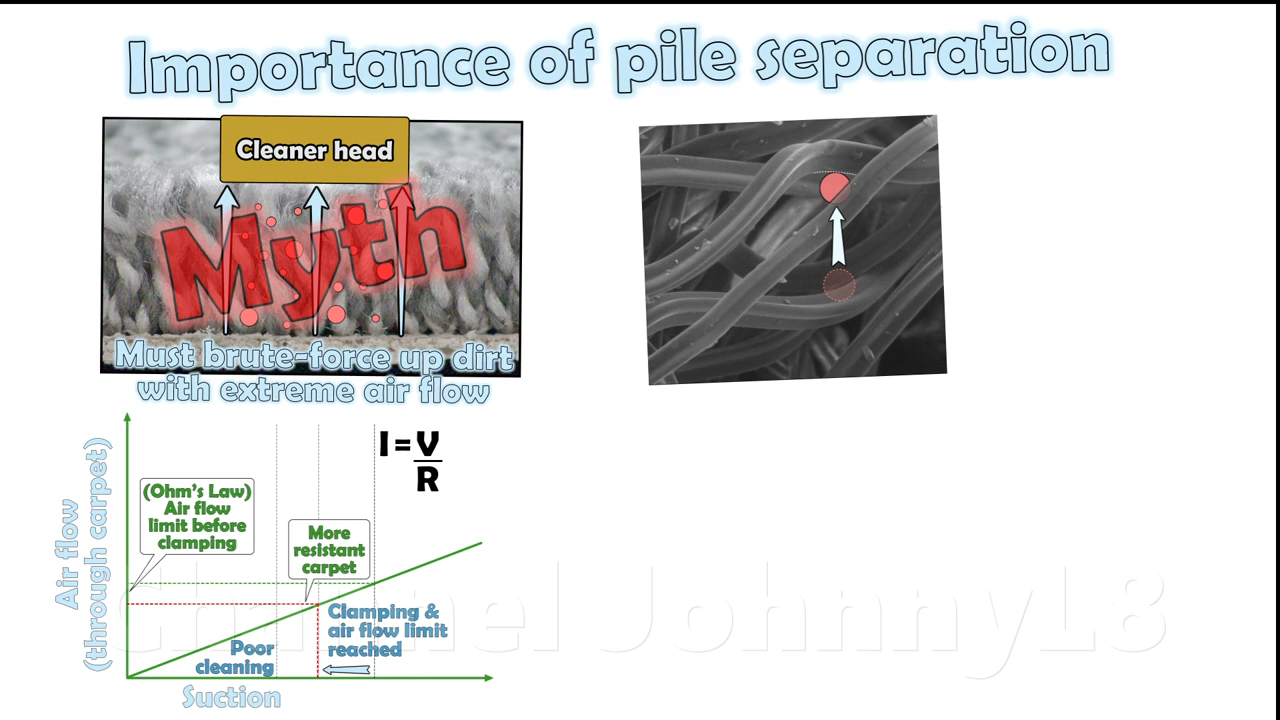 Importance of pile separation
Cleaner head
Myth
Must brute-force up dirt
with extreme air flow
I = V
R
Air flow
(through carpet)
(Ohm's Law)
Air flow
limit before
clamping
More
resistant
carpet
Clamping &
air flow limit
reached
Poor
cleaning
Suction
Channel Johnny18